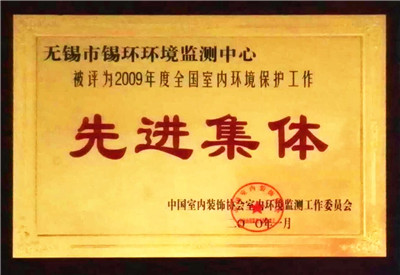 无锡市锡环环境监测中心
被评为2009年度全国室内环境保护工作
先进集体
中国室内装饰协会室内环境监测工作委员会
二〇一〇年一月